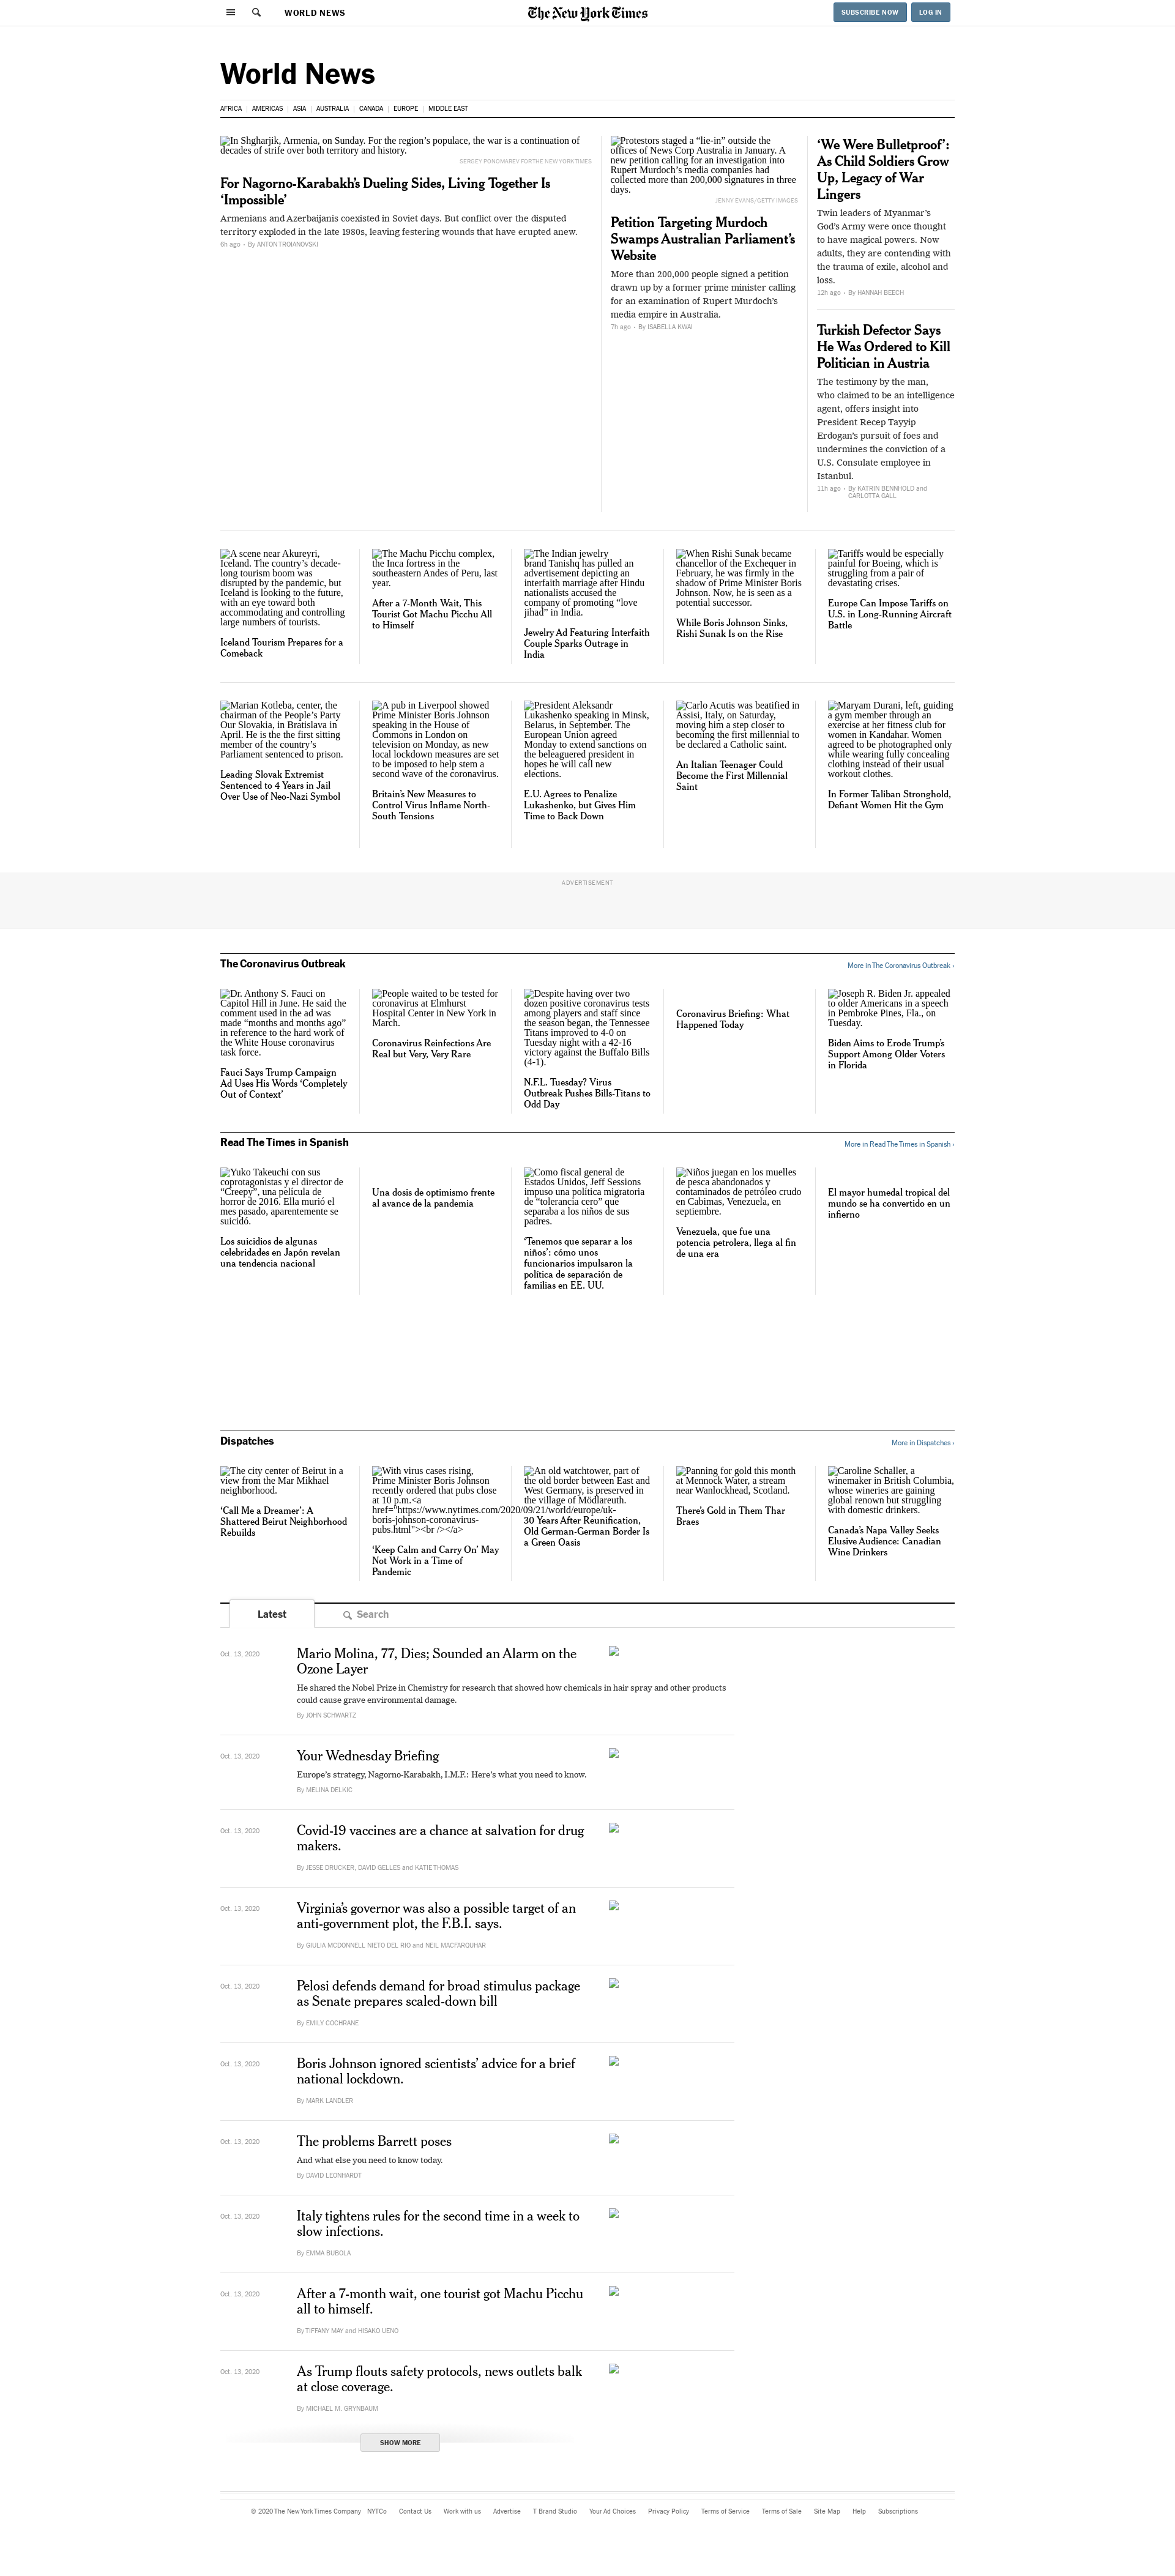 WORLD NEWS
The New York Times
SUBSCRIBE NOW
LOG IN
World News
AFRICA
AMERICAS
ASIA
AUSTRALIA
CANADA
EUROPE
MIDDLE EAST
In Shgharjik, Armenia, on Sunday. For the region’s populace, the war is a continuation of
decades of strife over both territory and history.
SERGEY PONOMAREV FOR THE NEW YORK TIMES
For Nagorno-Karabakh’s Dueling Sides, Living Together Is
‘Impossible’
Armenians and Azerbaijanis coexisted in Soviet days. But conflict over the disputed
territory exploded in the late 1980s, leaving festering wounds that have erupted anew.
6h ago • By ANTON TROIANOVSKI
Protestors staged a “lie-in” outside the
offices of News Corp Australia in January. A
new petition calling for an investigation into
Rupert Murdoch’s media companies had
collected more than 200,000 signatures in three
days.
JENNY EVANS/GETTY IMAGES
Petition Targeting Murdoch
Swamps Australian Parliament’s
Website
More than 200,000 people signed a petition
drawn up by a former prime minister calling
for an examination of Rupert Murdoch’s
media empire in Australia.
7h ago • By ISABELLA KWAI
‘We Were Bulletproof’:
As Child Soldiers Grow
Up, Legacy of War
Lingers
Twin leaders of Myanmar’s
God’s Army were once thought
to have magical powers. Now
adults, they are contending with
the trauma of exile, alcohol and
loss.
12h ago • By HANNAH BEECH
Turkish Defector Says
He Was Ordered to Kill
Politician in Austria
The testimony by the man,
who claimed to be an intelligence
agent, offers insight into
President Recep Tayyip
Erdogan’s pursuit of foes and
undermines the conviction of a
U.S. Consulate employee in
Istanbul.
11h ago • By KATRIN BENNHOLD and
CARLOTTA GALL
A scene near Akureyri,
Iceland. The country’s decade-
long tourism boom was
disrupted by the pandemic, but
Iceland is looking to the future,
with an eye toward both
accommodating and controlling
large numbers of tourists.
Iceland Tourism Prepares for a
Comeback
The Machu Picchu complex,
the Inca fortress in the
southeastern Andes of Peru, last
year.
After a 7-Month Wait, This
Tourist Got Machu Picchu All
to Himself
The Indian jewelry
brand Tanishq has pulled an
advertisement depicting an
interfaith marriage after Hindu
nationalists accused the
company of promoting “love
jihad” in India.
Jewelry Ad Featuring Interfaith
Couple Sparks Outrage in
India
When Rishi Sunak became
chancellor of the Exchequer in
February, he was firmly in the
shadow of Prime Minister Boris
Johnson. Now, he is seen as a
potential successor.
While Boris Johnson Sinks,
Rishi Sunak Is on the Rise
Tariffs would be especially
painful for Boeing, which is
struggling from a pair of
devastating crises.
Europe Can Impose Tariffs on
U.S. in Long-Running Aircraft
Battle
Marian Kotleba, center, the
chairman of the People’s Party
Our Slovakia, in Bratislava in
April. He is the the first sitting
member of the country’s
Parliament sentenced to prison.
Leading Slovak Extremist
Sentenced to 4 Years in Jail
Over Use of Neo-Nazi Symbol
A pub in Liverpool showed
Prime Minister Boris Johnson
speaking in the House of
Commons in London on
television on Monday, as new
local lockdown measures are set
to be imposed to help stem a
second wave of the coronavirus.
Britain’s New Measures to
Control Virus Inflame North-
South Tensions
President Aleksandr
Lukashenko speaking in Minsk,
Belarus, in September. The
European Union agreed
Monday to extend sanctions on
the beleaguered president in
hopes he will call new
elections.
E.U. Agrees to Penalize
Lukashenko, but Gives Him
Time to Back Down
Carlo Acutis was beatified in
Assisi, Italy, on Saturday,
moving him a step closer to
becoming the first millennial to
be declared a Catholic saint.
An Italian Teenager Could
Become the First Millennial
Saint
Maryam Durani, left, guiding
a gym member through an
exercise at her fitness club for
women in Kandahar. Women
agreed to be photographed only
while wearing fully concealing
clothing instead of their usual
workout clothes.
In Former Taliban Stronghold,
Defiant Women Hit the Gym
ADVERTISEMENT
The Coronavirus Outbreak
More in The Coronavirus Outbreak ›
Dr. Anthony S. Fauci on
Capitol Hill in June. He said the
comment used in the ad was
made “months and months ago”
in reference to the hard work of
the White House coronavirus
task force.
Fauci Says Trump Campaign
Ad Uses His Words ‘Completely
Out of Context’
People waited to be tested for
coronavirus at Elmhurst
Hospital Center in New York in
March.
Coronavirus Reinfections Are
Real but Very, Very Rare
Despite having over two
dozen positive coronavirus tests
among players and staff since
the season began, the Tennessee
Titans improved to 4-0 on
Tuesday night with a 42-16
victory against the Buffalo Bills
(4-1).
N.F.L. Tuesday? Virus
Outbreak Pushes Bills-Titans to
Odd Day
Coronavirus Briefing: What
Happened Today
Joseph R. Biden Jr. appealed
to older Americans in a speech
in Pembroke Pines, Fla., on
Tuesday.
Biden Aims to Erode Trump’s
Support Among Older Voters
in Florida
Read The Times in Spanish
More in Read The Times in Spanish ›
Yuko Takeuchi con sus
coprotagonistas y el director de
“Creepy”, una película de
horror de 2016. Ella murió el
mes pasado, aparentemente se
suicidó.
Los suicidios de algunas
celebridades en Japón revelan
una tendencia nacional
Una dosis de optimismo frente
al avance de la pandemia
Como fiscal general de
Estados Unidos, Jeff Sessions
impuso una política migratoria
de “tolerancia cero” que
separaba a los niños de sus
padres.
‘Tenemos que separar a los
niños’: cómo unos
funcionarios impulsaron la
política de separación de
familias en EE. UU.
Niños juegan en los muelles
de pesca abandonados y
contaminados de petróleo crudo
en Cabimas, Venezuela, en
septiembre.
Venezuela, que fue una
potencia petrolera, llega al fin
de una era
El mayor humedal tropical del
mundo se ha convertido en un
infierno
Dispatches
More in Dispatches ›
The city center of Beirut in a
view from the Mar Mikhael
neighborhood.
‘Call Me a Dreamer’: A
Shattered Beirut Neighborhood
Rebuilds
With virus cases rising,
Prime Minister Boris Johnson
recently ordered that pubs close
at 10 p.m.<a
href="https://www.nytimes.com/2020/09/21/world/europe/uk-
boris-johnson-coronavirus-
pubs.html"><br /></a>
‘Keep Calm and Carry On’ May
Not Work in a Time of
Pandemic
An old watchtower, part of
the old border between East and
West Germany, is preserved in
the village of Mödlareuth.
30 Years After Reunification,
Old German-German Border Is
a Green Oasis
Panning for gold this month
at Mennock Water, a stream
near Wanlockhead, Scotland.
There’s Gold in Them Thar
Braes
Caroline Schaller, a
winemaker in British Columbia,
whose wineries are gaining
global renown but struggling
with domestic drinkers.
Canada’s Napa Valley Seeks
Elusive Audience: Canadian
Wine Drinkers
Latest
Search
Oct. 13, 2020
Mario Molina, 77, Dies; Sounded an Alarm on the
Ozone Layer
He shared the Nobel Prize in Chemistry for research that showed how chemicals in hair spray and other products
could cause grave environmental damage.
By JOHN SCHWARTZ
Oct. 13, 2020
Your Wednesday Briefing
Europe’s strategy, Nagorno-Karabakh, I.M.F.: Here’s what you need to know.
By MELINA DELKIC
Oct. 13, 2020
Covid-19 vaccines are a chance at salvation for drug
makers.
By JESSE DRUCKER, DAVID GELLES and KATIE THOMAS
Oct. 13, 2020
Virginia’s governor was also a possible target of an
anti-government plot, the F.B.I. says.
By GIULIA MCDONNELL NIETO DEL RIO and NEIL MACFARQUHAR
Oct. 13, 2020
Pelosi defends demand for broad stimulus package
as Senate prepares scaled-down bill
By EMILY COCHRANE
Oct. 13, 2020
Boris Johnson ignored scientists’ advice for a brief
national lockdown.
By MARK LANDLER
Oct. 13, 2020
The problems Barrett poses
And what else you need to know today.
By DAVID LEONHARDT
Oct. 13, 2020
Italy tightens rules for the second time in a week to
slow infections.
By EMMA BUBOLA
Oct. 13, 2020
After a 7-month wait, one tourist got Machu Picchu
all to himself.
By TIFFANY MAY and HISAKO UENO
Oct. 13, 2020
As Trump flouts safety protocols, news outlets balk
at close coverage.
By MICHAEL M. GRYNBAUM
SHOW MORE
© 2020 The New York Times Company
NYTCo
Contact Us
Work with us
Advertise
T Brand Studio
Your Ad Choices
Privacy Policy
Terms of Service
Terms of Sale
Site Map
Help
Subscriptions